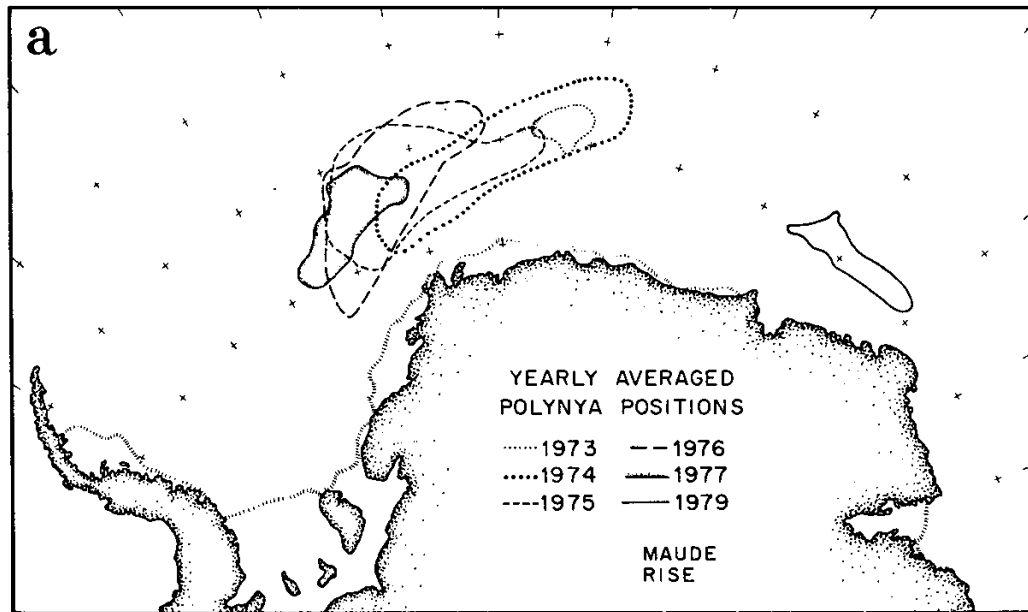 a
YEARLY AVERAGED
POLYNYA POSITIONS
1973 1976
1974 1977
1975 1979
MAUDE
RISE